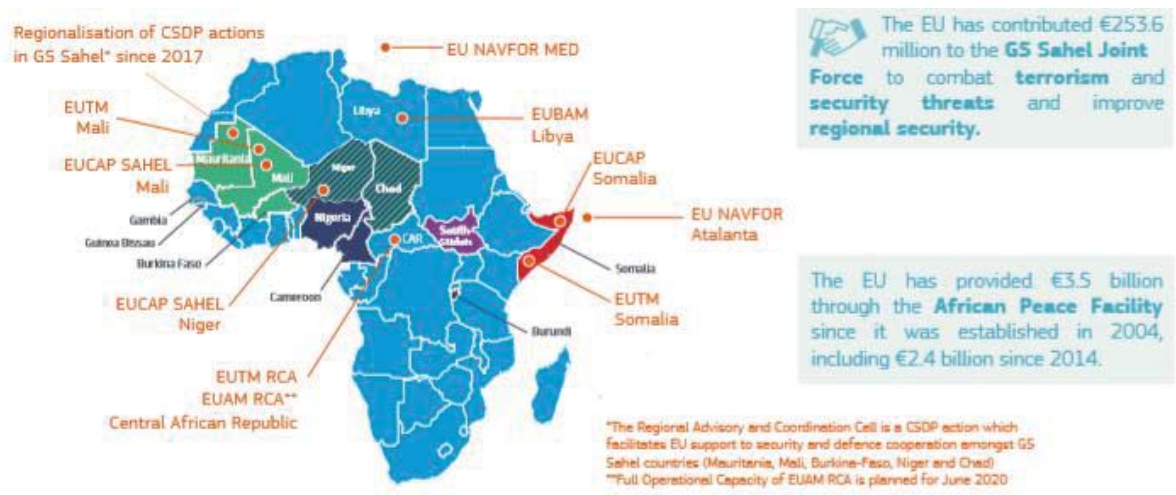 Regionalisation of CSDP actions
in G5 Sahel* since 2017
EU NAVFOR MED
EUTM
Mali
EUCAP SAHEL
Mali
Libya
EUBAM
Libya
EUCAP
Somalia
EU NAVFOR
Atalanta
Mauritania
Mali
Niger
Chad
Nigeria
South
CAR
Gambia
Guinea Bissau
Burkina Faso
Cameroon
Somalia
Burundi
EUCAP SAHEL
Niger
EUTM
Somalia
EUTM RCA
EUAM RCA**
Central African Republic
The EU has contributed €253.6
million to the G5 Sahel Joint
Force to combat terrorism and
security threats and improve
regional security.
The EU has provided €3.5 billion
through the African Peace Facility
since it was established in 2004,
including €2.4 billion since 2014.
*The Regional Advisory and Coordination Cell is a CSDP action which
facilitates EU support to security and defence cooperation amongst G5
Sahel countries (Mauritania, Mali, Burkina-Faso, Niger and Chad)
**Full Operational Capacity of EUAM RCA is planned for June 2020